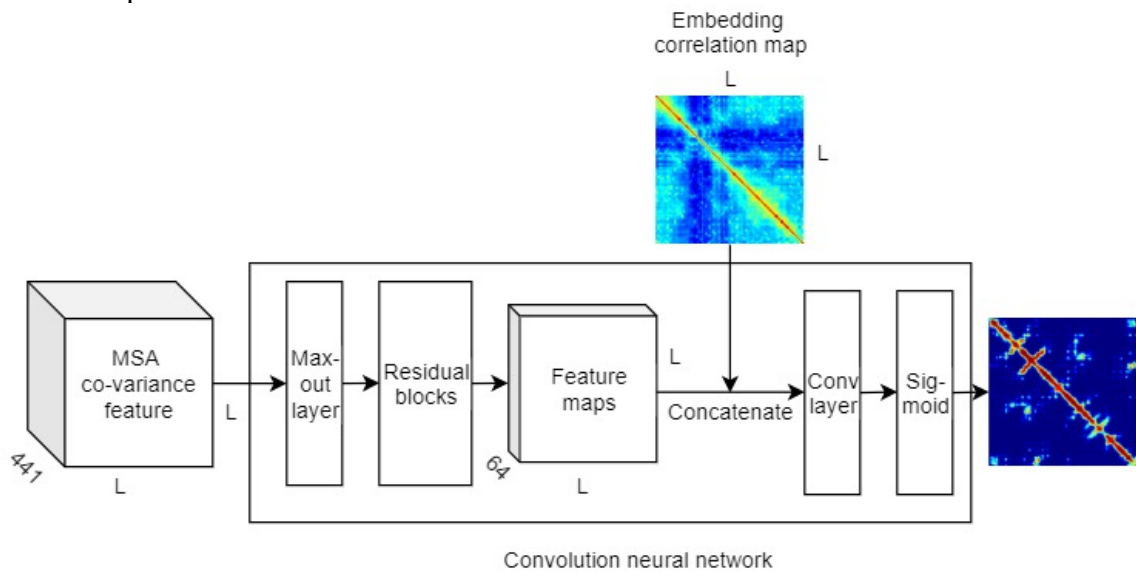 Embedding
correlation map
L
L
MSA
co-variance
feature
L
441
L
Max-
out
layer
Residual
blocks
Feature
maps
64
L
L
Concatenate
Conv
layer
Sig-
moid
Convolution neural network